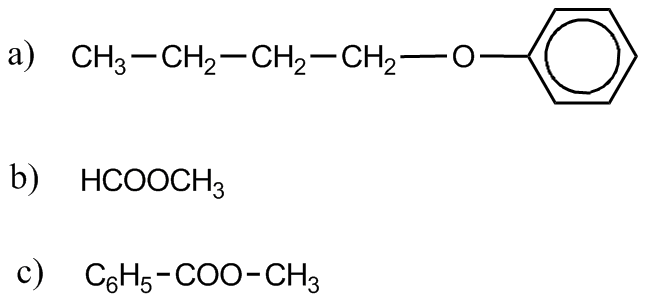 a) CH₃–CH₂–CH₂–CH₂–O–
b) HCOOCH₃
c) C₆H₅–COO–CH₃